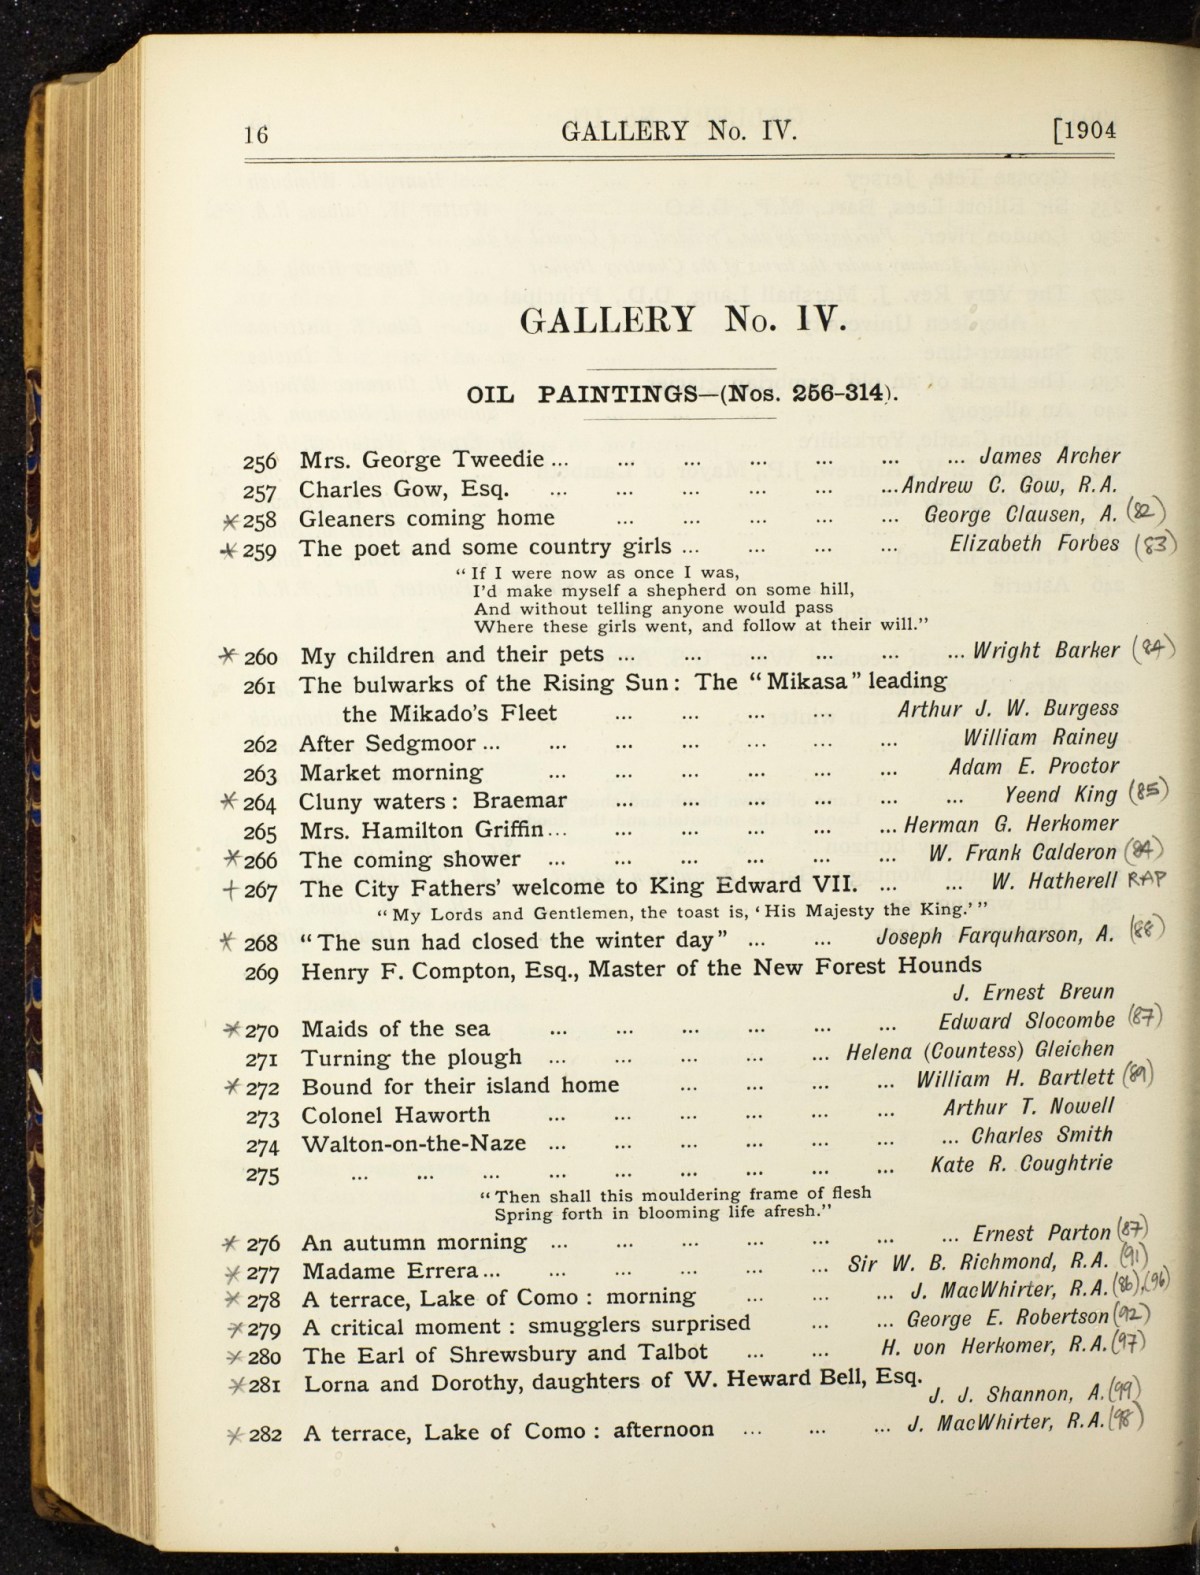 16 GALLERY No. IV. [1904
GALLERY No. IV.
OIL PAINTINGS—(Nos. 256-314).
256 Mrs. George Tweedie ... ... ... ... ... ... ... James Archer
257 Charles Gow, Esq. ... ... ... ... ... ... Andrew C. Gow, R.A.
* 258 Gleaners coming home ... ... ... ... ... George Clausen, A. (82)
* 259 The poet and some country girls ... ... ... ... Elizabeth Forbes (83)
“ If I were now as once I was,
I’d make myself a shepherd on some hill,
And without telling anyone would pass
Where these girls went, and follow at their will.”
* 260 My children and their pets ... ... ... ... ... ... Wright Barker (84)
261 The bulwarks of the Rising Sun : The “ Mikasa ” leading
the Mikado’s Fleet ... ... ... ... Arthur J. W. Burgess
262 After Sedgmoor ... ... ... ... ... ... ... William Rainey
263 Market morning ... ... ... ... ... ... Adam E. Proctor
* 264 Cluny waters : Braemar ... ... ... ... ... ... Yeend King (85)
265 Mrs. Hamilton Griffin ... ... ... ... ... ... Herman G. Herkomer
* 266 The coming shower ... ... ... ... ... ... W. Frank Calderon
+ 267 The City Fathers’ welcome to King Edward VII. ... ... W. Hatherell RAP
“ My Lords and Gentlemen, the toast is, ‘ His Majesty the King.’ ”
* 268 “ The sun had closed the winter day ” ... ... Joseph Farquharson, A. (88)
269 Henry F. Compton, Esq., Master of the New Forest Hounds
J. Ernest Breun
* 270 Maids of the sea ... ... ... ... ... ... Edward Slocombe (87)
271 Turning the plough ... ... ... ... ... Helena (Countess) Gleichen
* 272 Bound for their island home ... ... ... ... William H. Bartlett (89)
273 Colonel Haworth ... ... ... ... ... ... Arthur T. Nowell
274 Walton-on-the-Naze ... ... ... ... ... ... ... Charles Smith
275 ... ... ... ... ... ... ... ... ... Kate R. Coughtrie
“ Then shall this mouldering frame of flesh
Spring forth in blooming life afresh.”
* 276 An autumn morning ... ... ... ... ... ... ... Ernest Parton (87)
* 277 Madame Errera ... ... ... ... ... ... Sir W. B. Richmond, R.A. (91)
* 278 A terrace, Lake of Como : morning ... ... ... J. MacWhirter, R.A. (86), (96)
* 279 A critical moment : smugglers surprised ... ... George E. Robertson (92)
* 280 The Earl of Shrewsbury and Talbot ... ... H. von Herkomer, R.A. (97)
* 281 Lorna and Dorothy, daughters of W. Heward Bell, Esq.
J. J. Shannon, A. (99)
* 282 A terrace, Lake of Como : afternoon ... ... ... J. MacWhirter, R.A. (98)